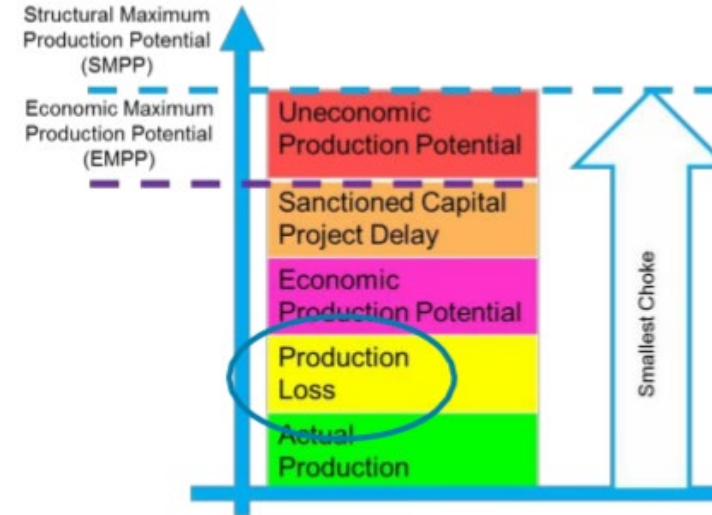 Structural Maximum
Production Potential
(SMPP)
Economic Maximum
Production Potential
(EMPP)
Uneconomic
Production Potential
Sanctioned Capital
Project Delay
Economic
Production Potential
Production
Loss
Actual
Production
Smallest Choke